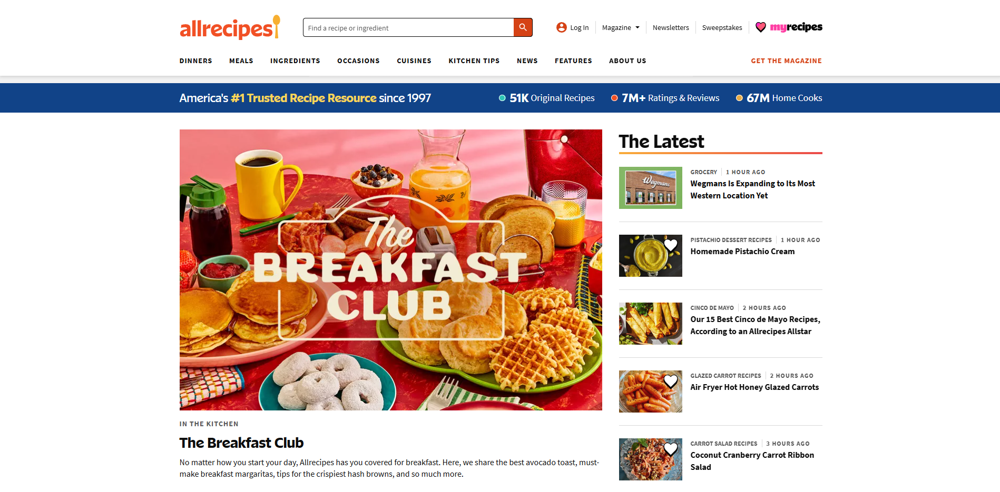 allrecipes
Find a recipe or ingredient
Log In
Magazine
Newsletters
Sweepstakes
myrecipes
DINNERS
MEALS
INGREDIENTS
OCCASIONS
CUISINES
KITCHEN TIPS
NEWS
FEATURES
ABOUT US
GET THE MAGAZINE
America's #1 Trusted Recipe Resource since 1997
51K Original Recipes
7M+ Ratings & Reviews
67M Home Cooks
The
BREAKFAST
CLUB
IN THE KITCHEN
The Breakfast Club
No matter how you start your day, Allrecipes has you covered for breakfast. Here, we share the best avocado toast, must-
make breakfast margaritas, tips for the crispiest hash browns, and so much more.
The Latest
Wegmans
GROCERY
1 HOUR AGO
Wegmans Is Expanding to Its Most
Western Location Yet
PISTACHIO DESSERT RECIPES
1 HOUR AGO
Homemade Pistachio Cream
CINCO DE MAYO
2 HOURS AGO
Our 15 Best Cinco de Mayo Recipes,
According to an Allrecipes Allstar
GLAZED CARROT RECIPES
2 HOURS AGO
Air Fryer Hot Honey Glazed Carrots
CARROT SALAD RECIPES
3 HOURS AGO
Coconut Cranberry Carrot Ribbon
Salad